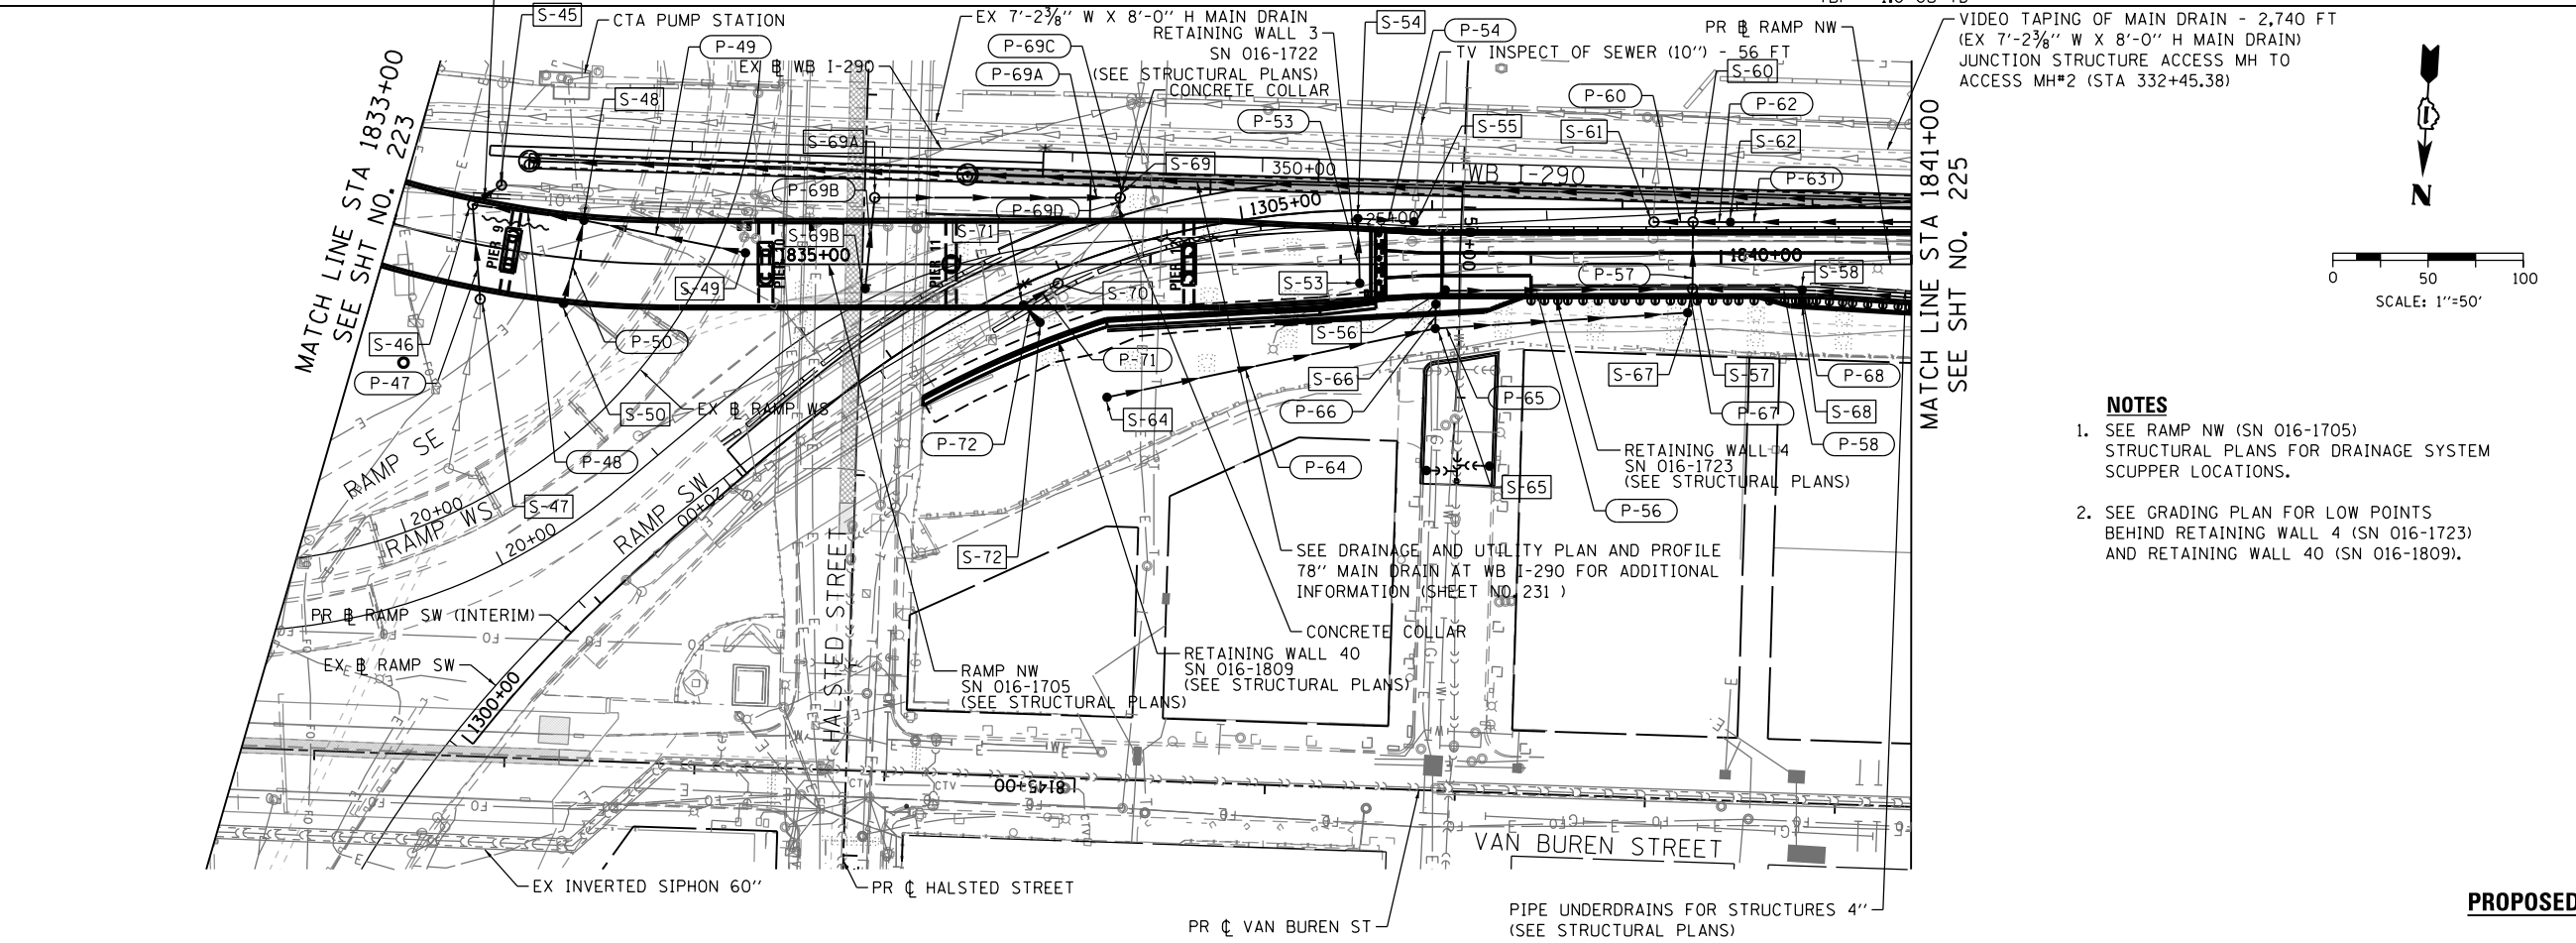 S-45
CTA PUMP STATION
P-49
EX 7'-2⅜" W X 8'-0" H MAIN DRAIN
RETAINING WALL 3
SN 016-1722
(SEE STRUCTURAL PLANS)
CONCRETE COLLAR
P-69C
P-69A
EX ℄ WB I-290
S-54
P-54
TV INSPECT OF SEWER (10") - 56 FT
PR ℄ RAMP NW
S-60
VIDEO TAPING OF MAIN DRAIN - 2,740 FT
(EX 7'-2⅜" W X 8'-0" H MAIN DRAIN)
JUNCTION STRUCTURE ACCESS MH TO
ACCESS MH#2 (STA 332+45.38)
MATCH LINE STA 1833+00
SEE SHT NO. 223
S-48
P-53
S-55
P-60
P-62
S-61
S-62
S-69A
S-69
350+00
WB I-290
P-63
P-69B
P-69D
1305+00
25+00
50+00
S-69B
S-71
PIER 9
PIER 10
1835+00
PIER 11
PIER 12
1840+00
S-49
S-70
S-53
P-57
S-58
MATCH LINE STA 1841+00
SEE SHT NO. 225
N
0 50 100
SCALE: 1"=50'
S-46
P-50
P-47
S-56
P-71
S-66
S-67
S-57
P-68
P-65
S-50
EX ℄ RAMP WS
S-64
P-66
P-67
S-68
P-72
P-58
P-48
P-64
RETAINING WALL 4
SN 016-1723
(SEE STRUCTURAL PLANS)
S-65
S-47
P-56
RAMP SE
20+00
RAMP WS
20+00
RAMP SW
20+00
S-72
SEE DRAINAGE AND UTILITY PLAN AND PROFILE
78" MAIN DRAIN AT WB I-290 FOR ADDITIONAL
INFORMATION (SHEET NO. 231 )
HALSTED STREET
PR ℄ RAMP SW (INTERIM)
CONCRETE COLLAR
EX ℄ RAMP SW
RAMP NW
SN 016-1705
(SEE STRUCTURAL PLANS)
RETAINING WALL 40
SN 016-1809
(SEE STRUCTURAL PLANS)
1300+00
8145+00
VAN BUREN STREET
EX INVERTED SIPHON 60"
PR ℄ HALSTED STREET
PR ℄ VAN BUREN ST
PIPE UNDERDRAINS FOR STRUCTURES 4"
(SEE STRUCTURAL PLANS)
NOTES
1. SEE RAMP NW (SN 016-1705)
STRUCTURAL PLANS FOR DRAINAGE SYSTEM
SCUPPER LOCATIONS.
2. SEE GRADING PLAN FOR LOW POINTS
BEHIND RETAINING WALL 4 (SN 016-1723)
AND RETAINING WALL 40 (SN 016-1809).
PROPOSED